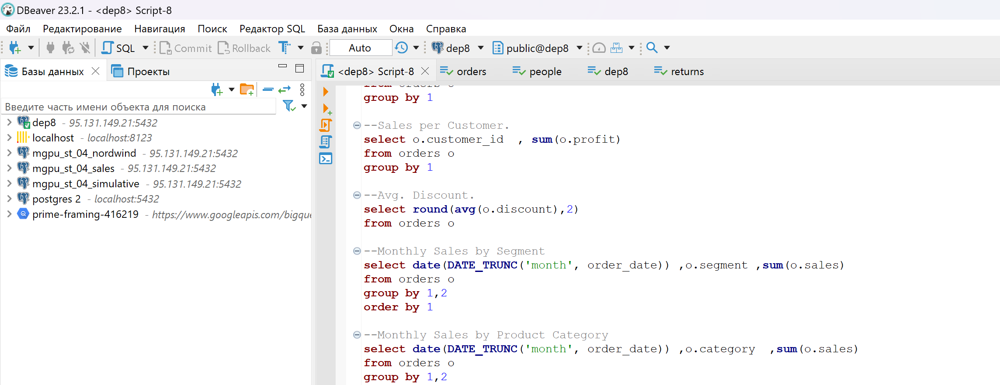 DBeaver 23.2.1 - <dep8> Script-8
Файл Редактирование Навигация Поиск Редактор SQL База данных Окна Справка
SQL Commit Rollback Auto dep8 public@dep8
Базы данных Проекты
<dep8> Script-8 orders people dep8 returns
Введите часть имени объекта для поиска
dep8 - 95.131.149.21:5432
localhost - localhost:8123
mgpu_st_04_nordwind - 95.131.149.21:5432
mgpu_st_04_sales - 95.131.149.21:5432
mgpu_st_04_simulative - 95.131.149.21:5432
postgres 2 - localhost:5432
prime-framing-416219 - https://www.googleapis.com/bigque
from orders o
group by 1
--Sales per Customer.
select o.customer_id , sum(o.profit)
from orders o
group by 1
--Avg. Discount.
select round(avg(o.discount),2)
from orders o
--Monthly Sales by Segment
select date(DATE_TRUNC('month', order_date)) ,o.segment ,sum(o.sales)
from orders o
group by 1,2
order by 1
--Monthly Sales by Product Category
select date(DATE_TRUNC('month', order_date)) ,o.category ,sum(o.sales)
from orders o
group by 1,2